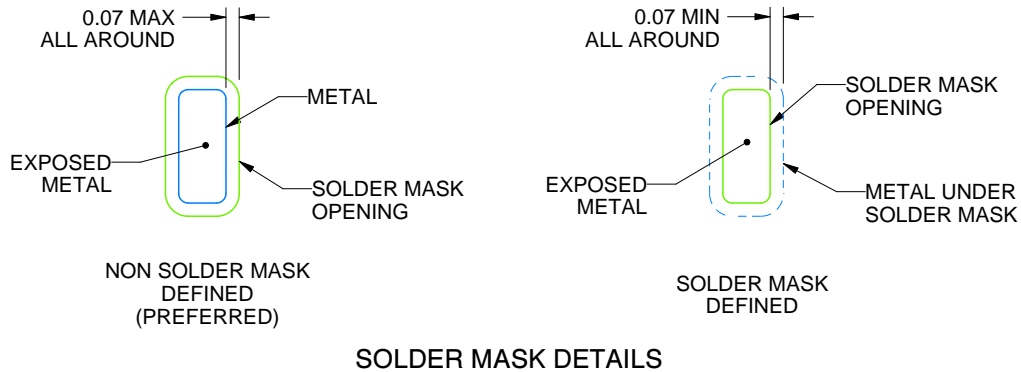 0.07 MAX
ALL AROUND
METAL
EXPOSED
METAL
SOLDER MASK
OPENING
NON SOLDER MASK
DEFINED
(PREFERRED)
0.07 MIN
ALL AROUND
SOLDER MASK
OPENING
EXPOSED
METAL
METAL UNDER
SOLDER MASK
SOLDER MASK
DEFINED
SOLDER MASK DETAILS